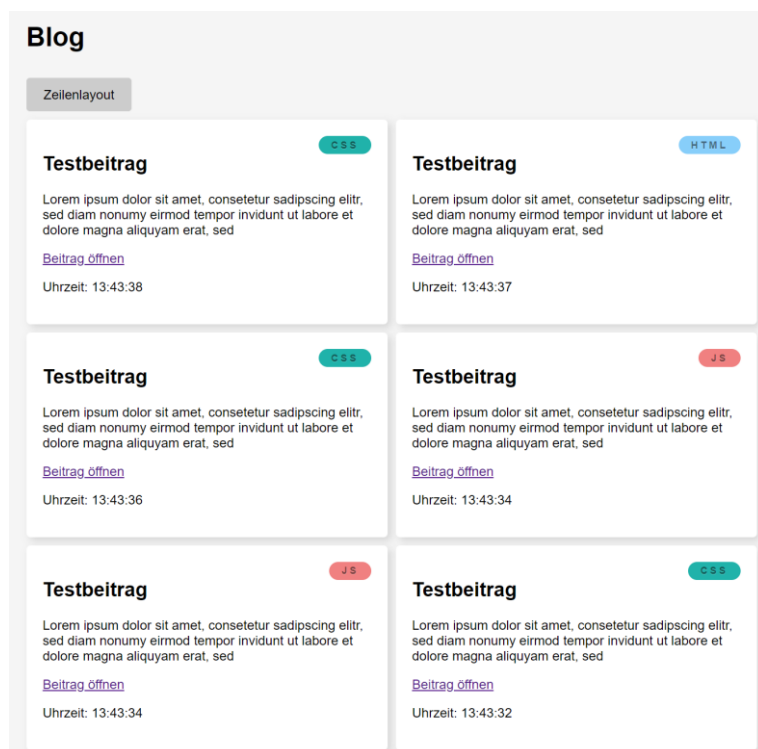 Blog
Zeilenlayout
CSS
Testbeitrag
Lorem ipsum dolor sit amet, consetetur sadipscing elitr,
sed diam nonumy eirmod tempor invidunt ut labore et
dolore magna aliquyam erat, sed
Beitrag öffnen
Uhrzeit: 13:43:38
HTML
Testbeitrag
Lorem ipsum dolor sit amet, consetetur sadipscing elitr,
sed diam nonumy eirmod tempor invidunt ut labore et
dolore magna aliquyam erat, sed
Beitrag öffnen
Uhrzeit: 13:43:37
CSS
Testbeitrag
Lorem ipsum dolor sit amet, consetetur sadipscing elitr,
sed diam nonumy eirmod tempor invidunt ut labore et
dolore magna aliquyam erat, sed
Beitrag öffnen
Uhrzeit: 13:43:36
JS
Testbeitrag
Lorem ipsum dolor sit amet, consetetur sadipscing elitr,
sed diam nonumy eirmod tempor invidunt ut labore et
dolore magna aliquyam erat, sed
Beitrag öffnen
Uhrzeit: 13:43:34
JS
Testbeitrag
Lorem ipsum dolor sit amet, consetetur sadipscing elitr,
sed diam nonumy eirmod tempor invidunt ut labore et
dolore magna aliquyam erat, sed
Beitrag öffnen
Uhrzeit: 13:43:34
CSS
Testbeitrag
Lorem ipsum dolor sit amet, consetetur sadipscing elitr,
sed diam nonumy eirmod tempor invidunt ut labore et
dolore magna aliquyam erat, sed
Beitrag öffnen
Uhrzeit: 13:43:32